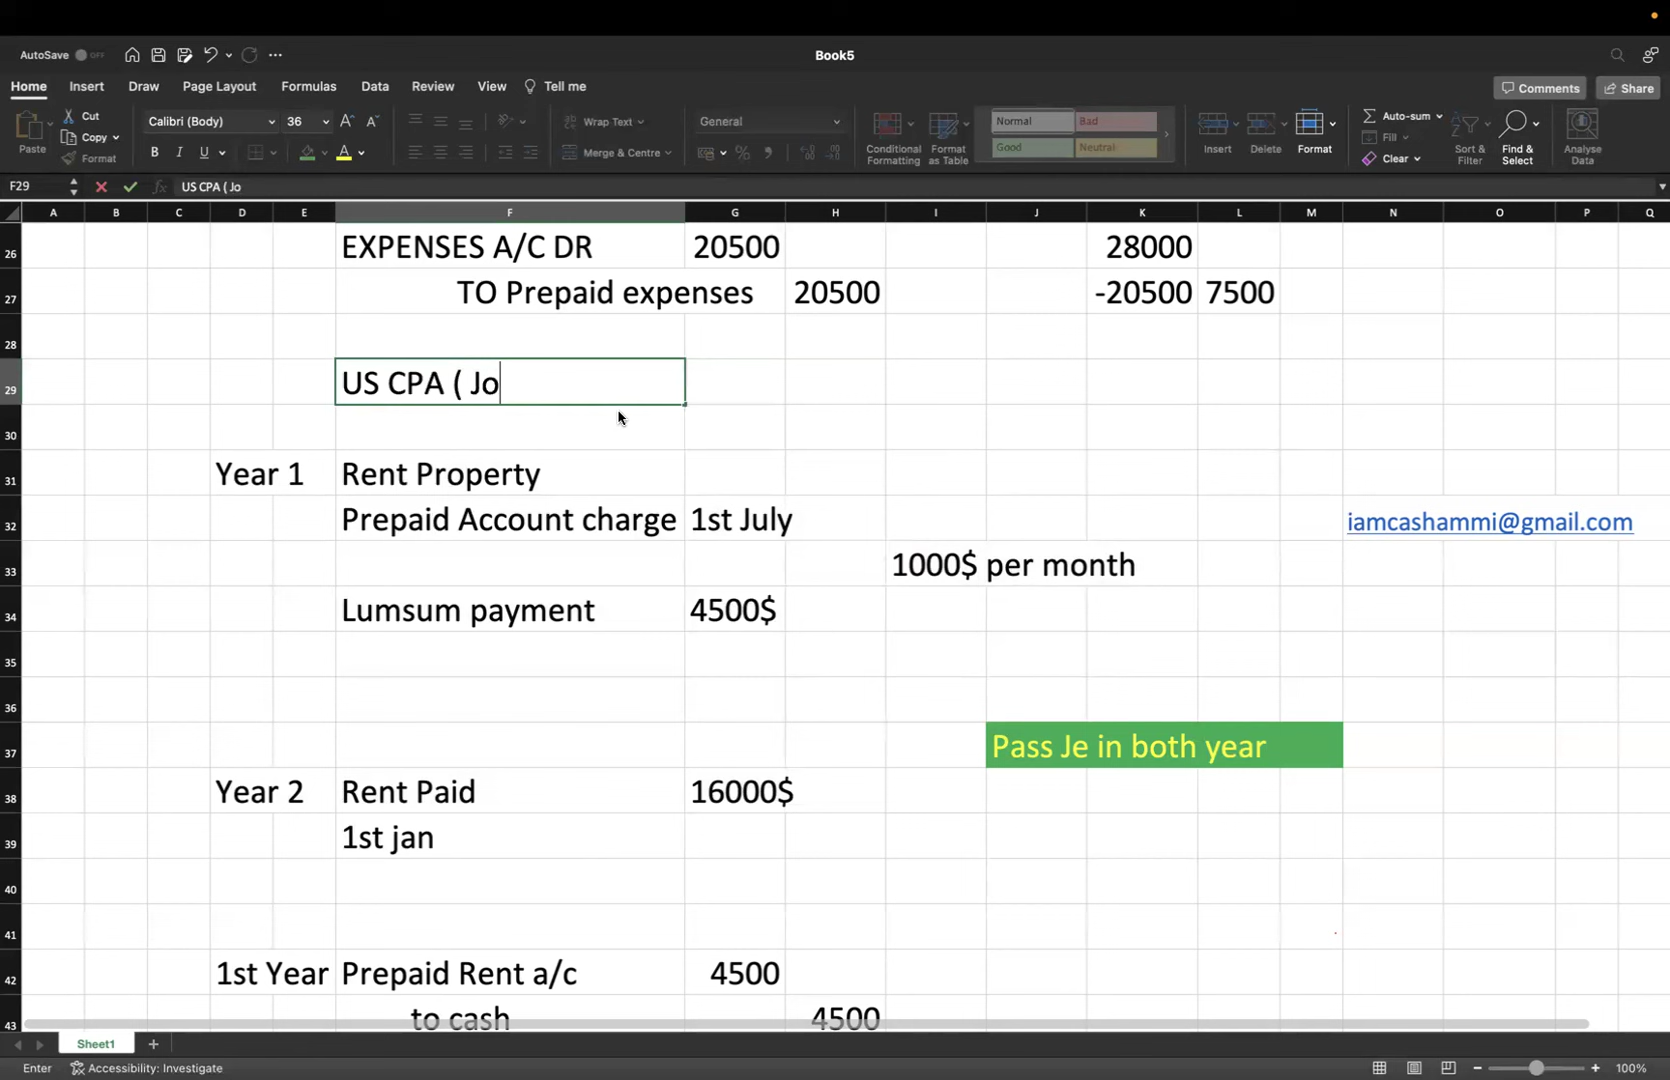 AutoSave OFF
Book5
Home Insert Draw Page Layout Formulas Data Review View Tell me
Comments Share
Paste
Cut
Copy
Format
Calibri (Body) 36
B I U
Wrap Text
Merge & Centre
General
Conditional Formatting
Format as Table
Normal Bad
Good Neutral
Insert Delete Format
Auto-sum
Fill
Clear
Sort & Filter
Find & Select
Analyse Data
F29 fx US CPA ( Jo
A B C D E F G H I J K L M N O P Q
26 EXPENSES A/C DR 20500 28000
27 TO Prepaid expenses 20500 -20500 7500
28
29 US CPA ( Jo
30
31 Year 1 Rent Property
32 Prepaid Account charge 1st July iamcashammi@gmail.com
33 1000$ per month
34 Lumsum payment 4500$
35
36
37 Pass Je in both year
38 Year 2 Rent Paid 16000$
39 1st jan
40
41
42 1st Year Prepaid Rent a/c 4500
43 to cash 4500
Sheet1
Enter Accessibility: Investigate 100%